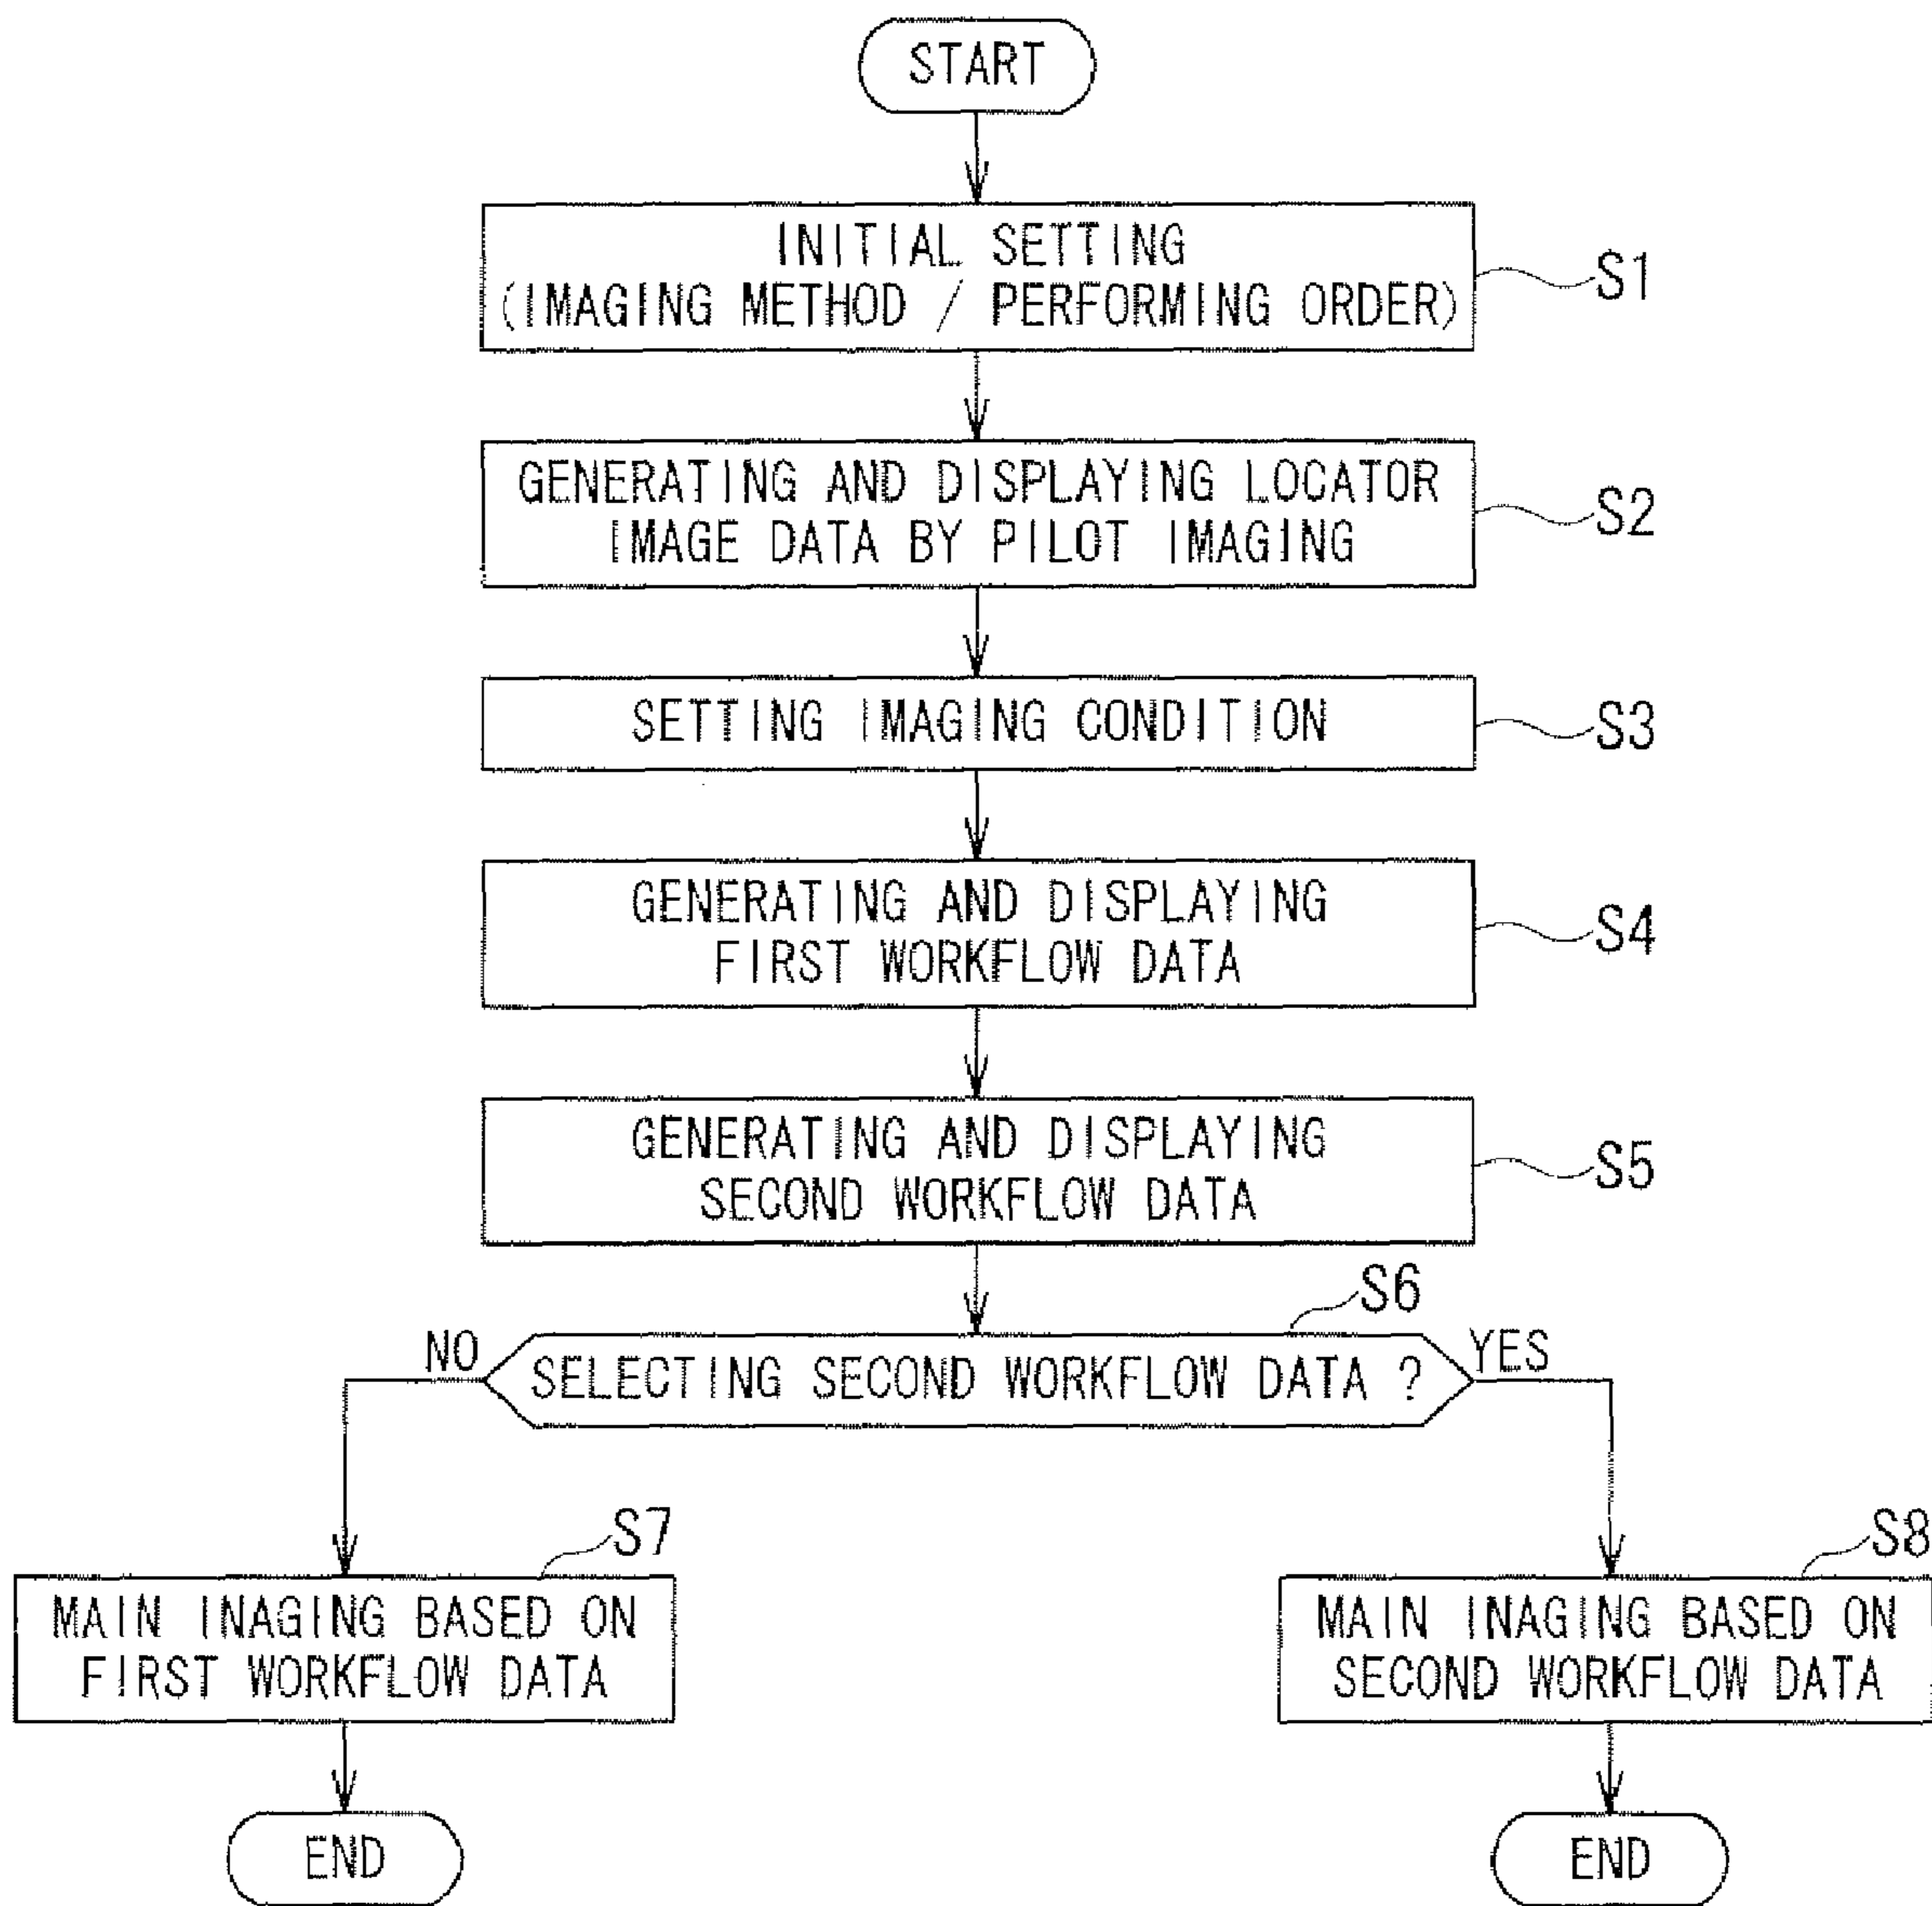 START
INITIAL SETTING
(IMAGING METHOD / PERFORMING ORDER)
S1
GENERATING AND DISPLAYING LOCATOR
IMAGE DATA BY PILOT IMAGING
S2
SETTING IMAGING CONDITION
S3
GENERATING AND DISPLAYING
FIRST WORKFLOW DATA
S4
GENERATING AND DISPLAYING
SECOND WORKFLOW DATA
S5
S6
NO
SELECTING SECOND WORKFLOW DATA ?
YES
S7
MAIN INAGING BASED ON
FIRST WORKFLOW DATA
END
S8
MAIN INAGING BASED ON
SECOND WORKFLOW DATA
END